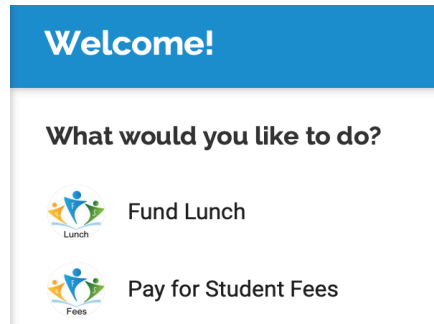 Welcome!
What would you like to do?
Fund Lunch
Lunch
Pay for Student Fees
Fees